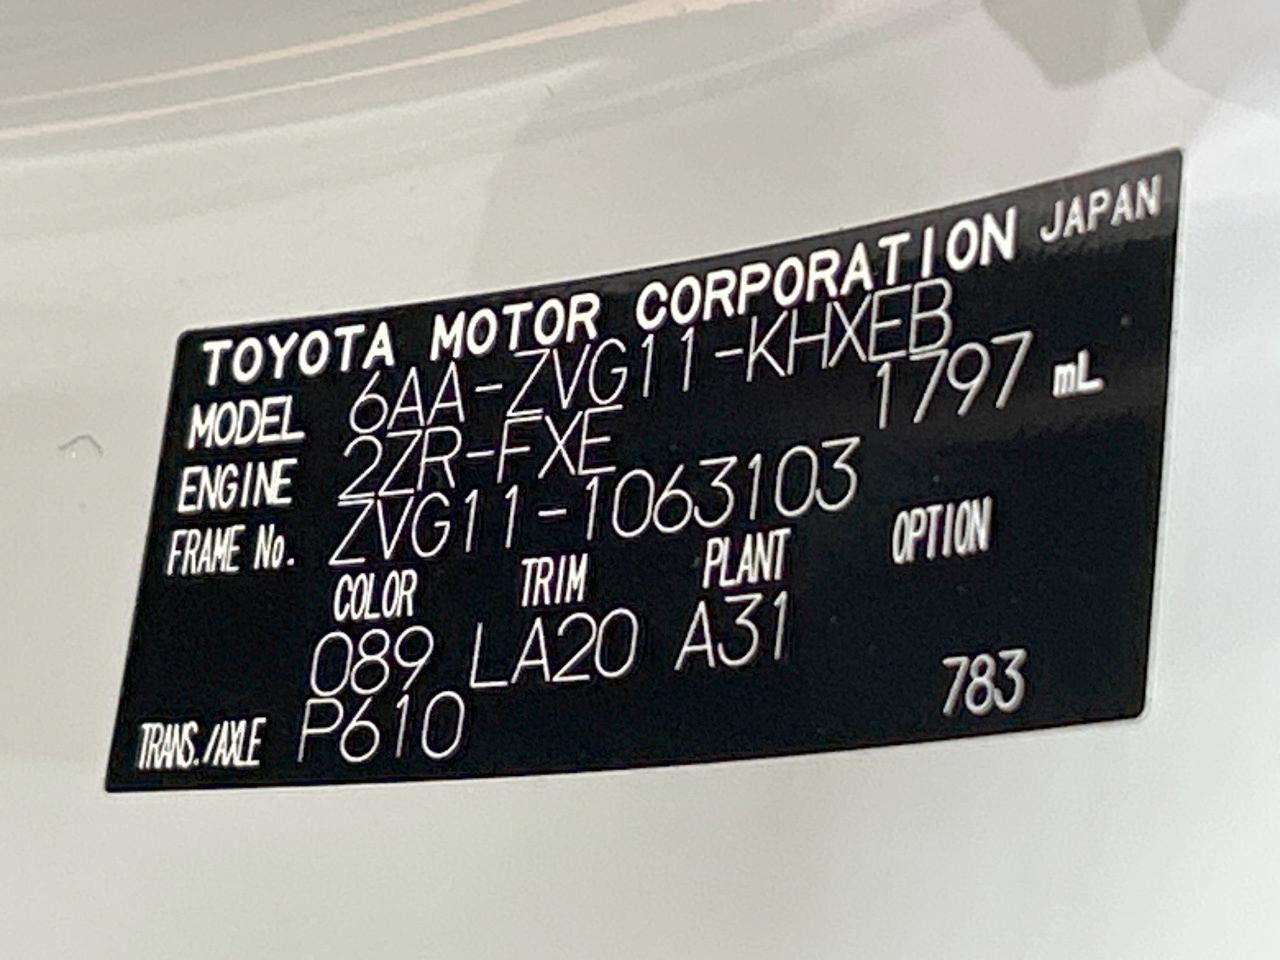 TOYOTA MOTOR CORPORATION JAPAN
MODEL 6AA-ZVG11-KHXEB
ENGINE 2ZR-FXE 1797 mL
FRAME No. ZVG11-1063103
COLOR TRIM PLANT OPTION
089 LA20 A31
TRANS./AXLE P610 783